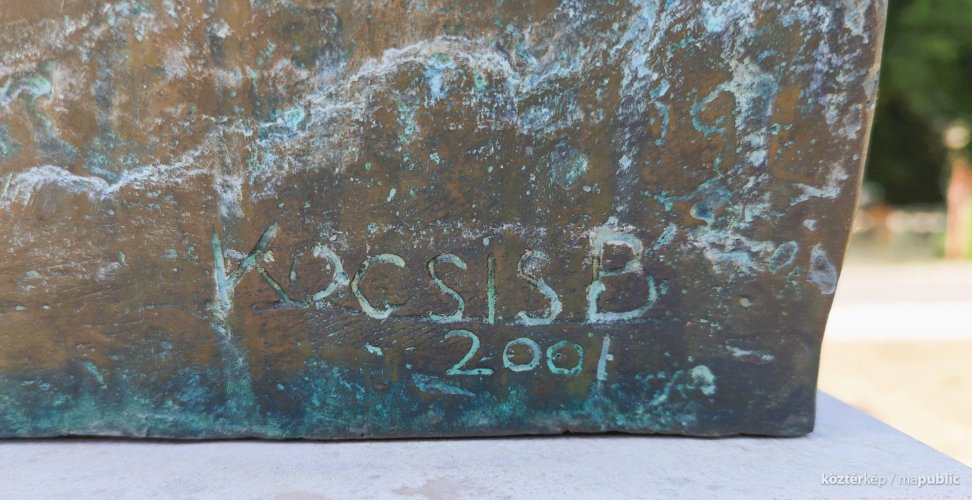 KOCSIS B
2001
köztérkép / mapublic